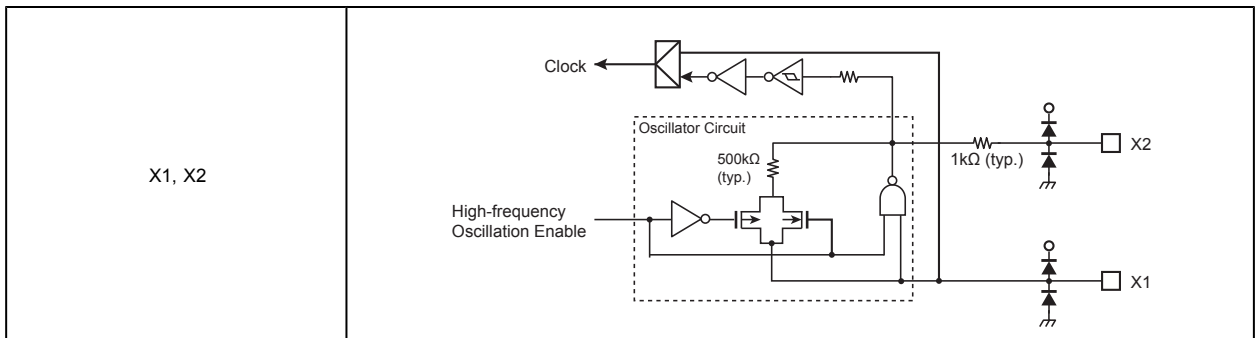 X1, X2
Clock
Oscillator Circuit
500kΩ
(typ.)
1kΩ (typ.)
X2
High-frequency
Oscillation Enable
X1